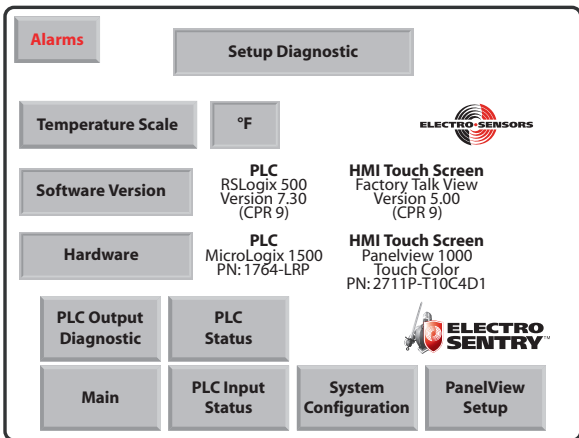 Alarms
Setup Diagnostic
Temperature Scale
°F
ELECTRO-SENSORS
Software Version
PLC
RSLogix 500
Version 7.30
(CPR 9)
HMI Touch Screen
Factory Talk View
Version 5.00
(CPR 9)
Hardware
PLC
MicroLogix 1500
PN: 1764-LRP
HMI Touch Screen
Panelview 1000
Touch Color
PN: 2711P-T10C4D1
PLC Output
Diagnostic
PLC
Status
ELECTRO
SENTRY™
Main
PLC Input
Status
System
Configuration
PanelView
Setup